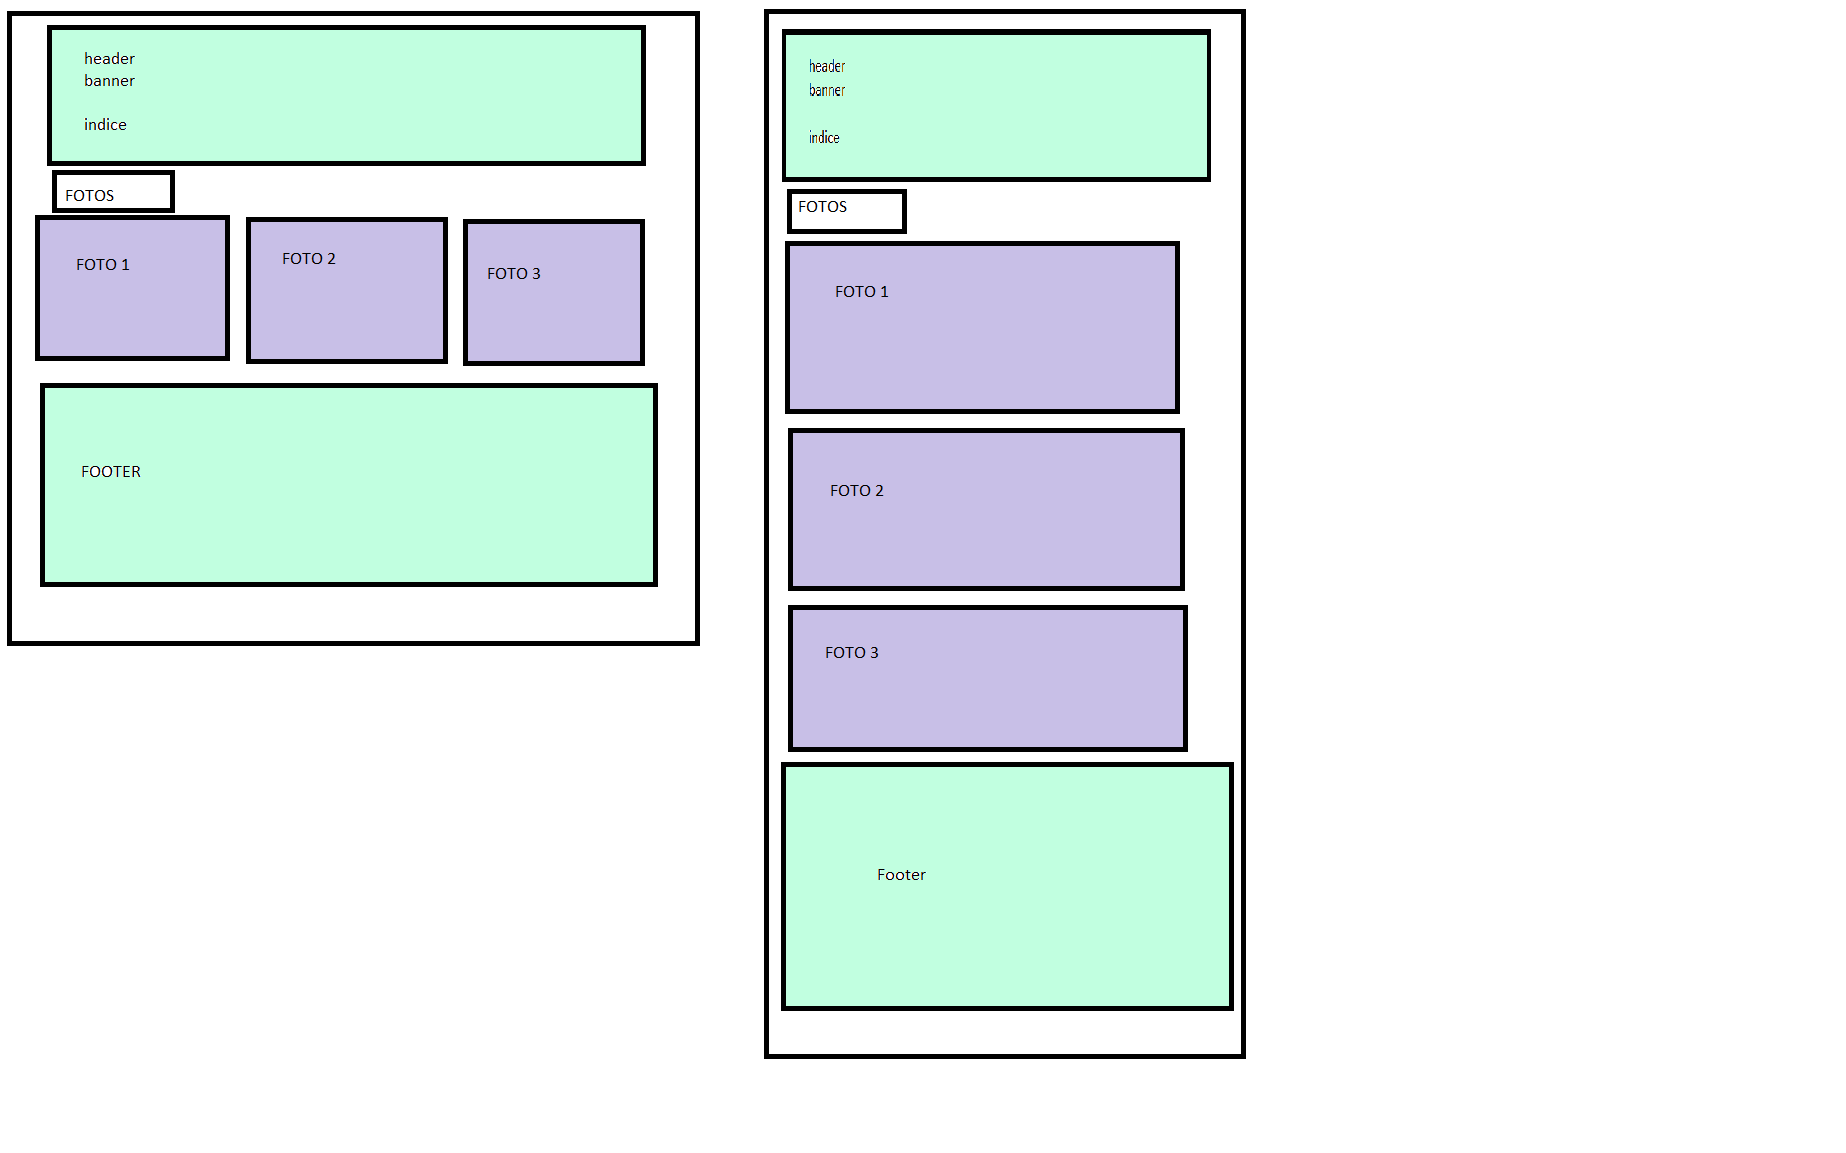 header
banner
indice
FOTOS
FOTO 1
FOTO 2
FOTO 3
FOOTER
header
banner
indice
FOTOS
FOTO 1
FOTO 2
FOTO 3
Footer